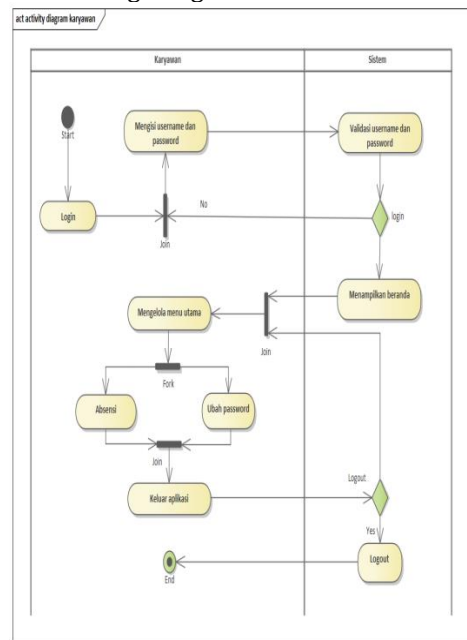 act activity diagram karyawan
Karyawan
Sistem
Start
Mengisi username dan
password
Validasi username dan
password
Login
No
login
Join
Menampilkan beranda
Mengelola menu utama
Join
Fork
Absensi
Ubah password
Join
Logout
Keluar aplikasi
Yes
Logout
End